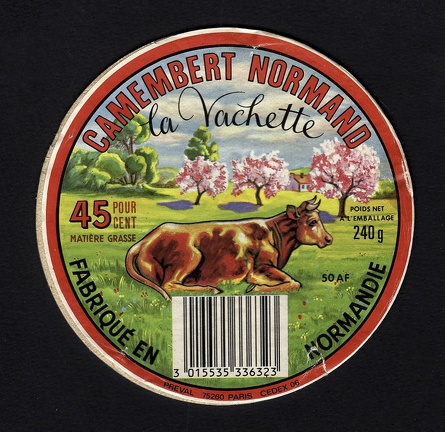 CAMEMBERT NORMAND
la Vachette
45 POUR
CENT
MATIÈRE GRASSE
POIDS NET
A L'EMBALLAGE
240 g
50 AF
FABRIQUÉ EN
NORMANDIE
3 015535 336323
PREVAL 75260 PARIS CEDEX 06